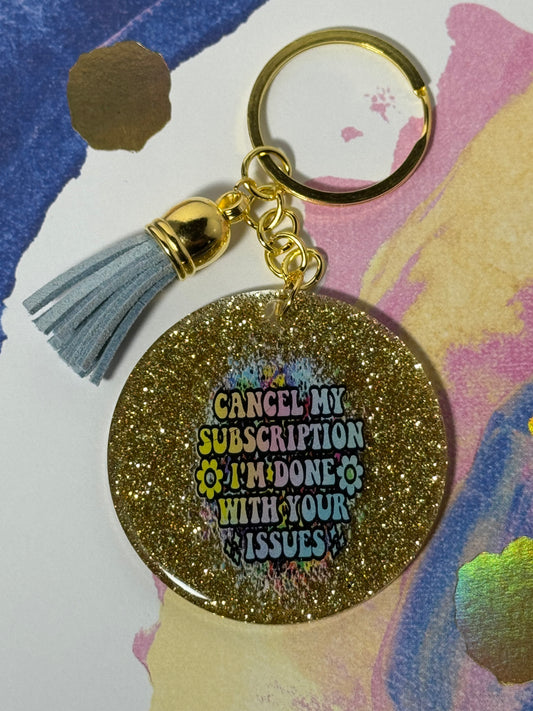 CANCEL MY
SUBSCRIPTION
I'M DONE
WITH YOUR
ISSUES